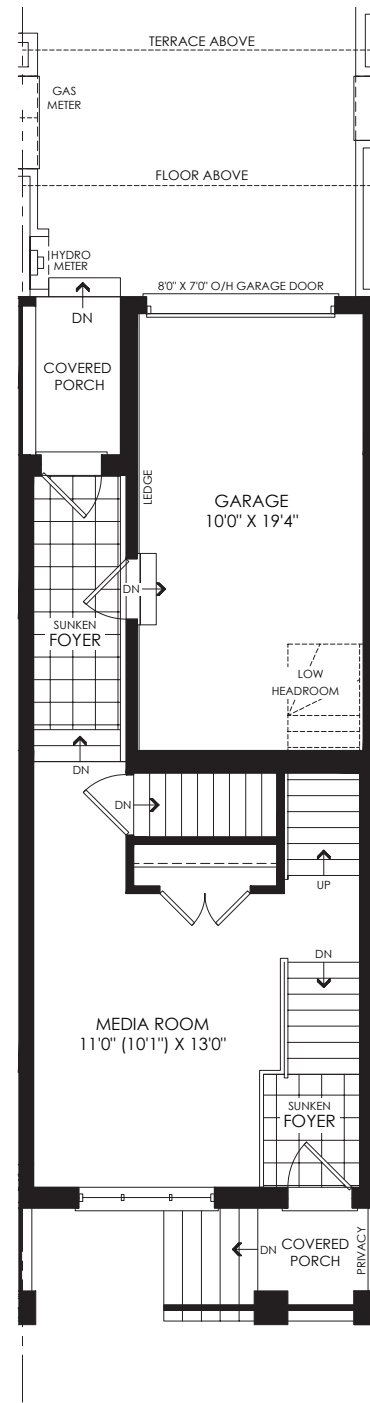 TERRACE ABOVE
GAS
METER
FLOOR ABOVE
HYDRO
METER
8'0" X 7'0" O/H GARAGE DOOR
DN
COVERED
PORCH
LEDGE
GARAGE
10'0" X 19'4"
DN
SUNKEN
FOYER
LOW
HEADROOM
DN
DN
UP
DN
MEDIA ROOM
11'0" (10'1") X 13'0"
SUNKEN
FOYER
DN
COVERED
PORCH
PRIVACY